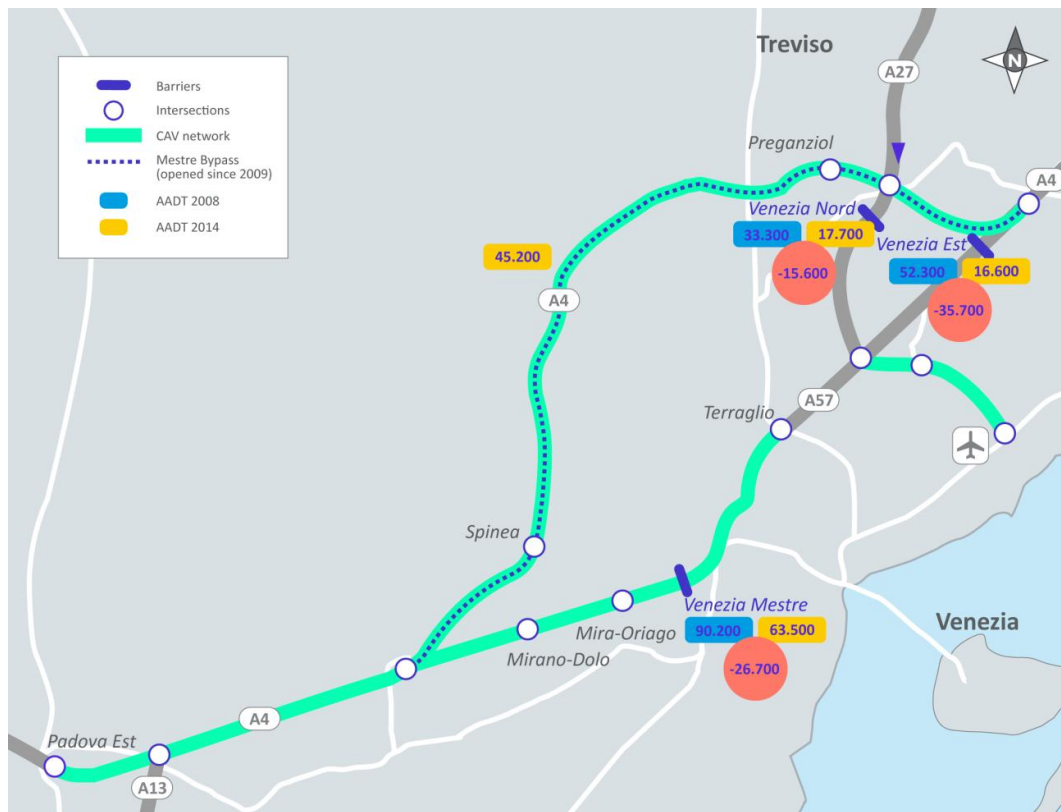 Treviso
N
A27
Barriers
Intersections
CAV network
Mestre Bypass
(opened since 2009)
AADT 2008
AADT 2014
Preganziol
A4
Venezia Nord
33.300
17.700
-15.600
Venezia Est
52.300
16.600
-35.700
45.200
A4
A57
Terraglio
Spinea
Venezia Mestre
90.200
63.500
-26.700
Mira-Oriago
Mirano-Dolo
Venezia
A4
Padova Est
A13